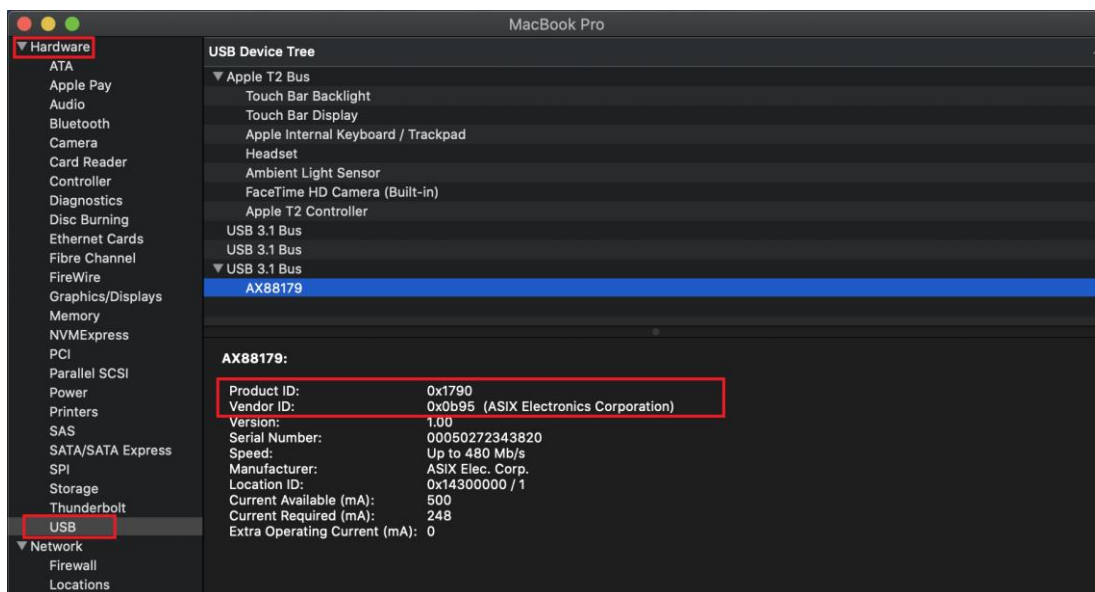 MacBook Pro
Hardware
ATA
Apple Pay
Audio
Bluetooth
Camera
Card Reader
Controller
Diagnostics
Disc Burning
Ethernet Cards
Fibre Channel
FireWire
Graphics/Displays
Memory
NVMExpress
PCI
Parallel SCSI
Power
Printers
SAS
SATA/SATA Express
SPI
Storage
Thunderbolt
USB
Network
Firewall
Locations
USB Device Tree
Apple T2 Bus
Touch Bar Backlight
Touch Bar Display
Apple Internal Keyboard / Trackpad
Headset
Ambient Light Sensor
FaceTime HD Camera (Built-in)
Apple T2 Controller
USB 3.1 Bus
USB 3.1 Bus
USB 3.1 Bus
AX88179
AX88179:
Product ID: 0x1790
Vendor ID: 0x0b95 (ASIX Electronics Corporation)
Version: 1.00
Serial Number: 00050272343820
Speed: Up to 480 Mb/s
Manufacturer: ASIX Elec. Corp.
Location ID: 0x14300000 / 1
Current Available (mA): 500
Current Required (mA): 248
Extra Operating Current (mA): 0